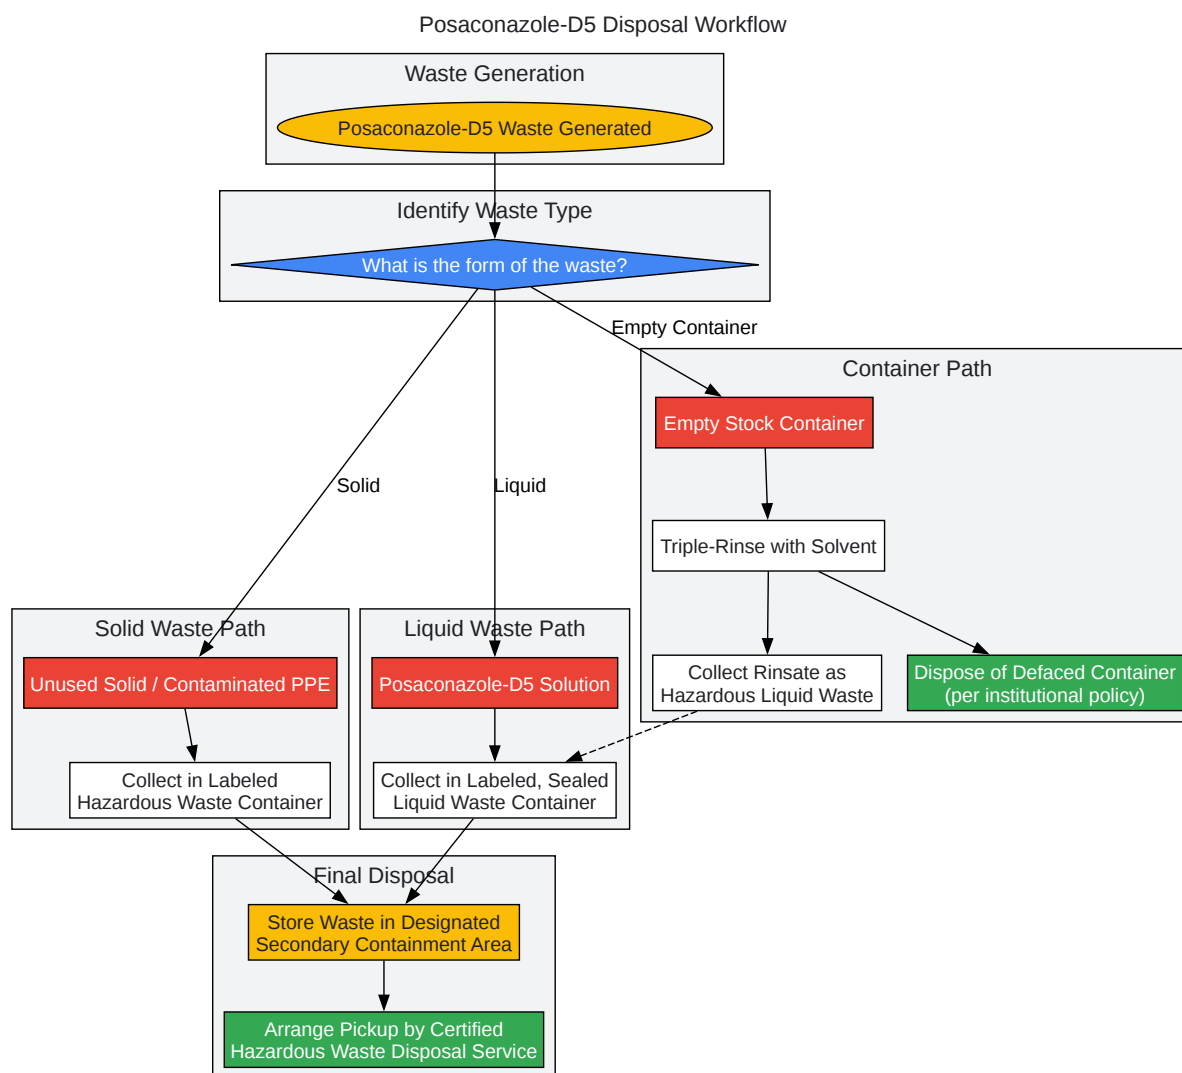 Posaconazole-D5 Disposal Workflow
Waste Generation
Posaconazole-D5 Waste Generated
Identify Waste Type
What is the form of the waste?
Empty Container
Container Path
Empty Stock Container
Solid
Liquid
Triple-Rinse with Solvent
Solid Waste Path
Liquid Waste Path
Unused Solid / Contaminated PPE
Posaconazole-D5 Solution
Collect Rinsate as
Hazardous Liquid Waste
Dispose of Defaced Container
(per institutional policy)
Collect in Labeled
Hazardous Waste Container
Collect in Labeled, Sealed
Liquid Waste Container
Final Disposal
Store Waste in Designated
Secondary Containment Area
Arrange Pickup by Certified
Hazardous Waste Disposal Service